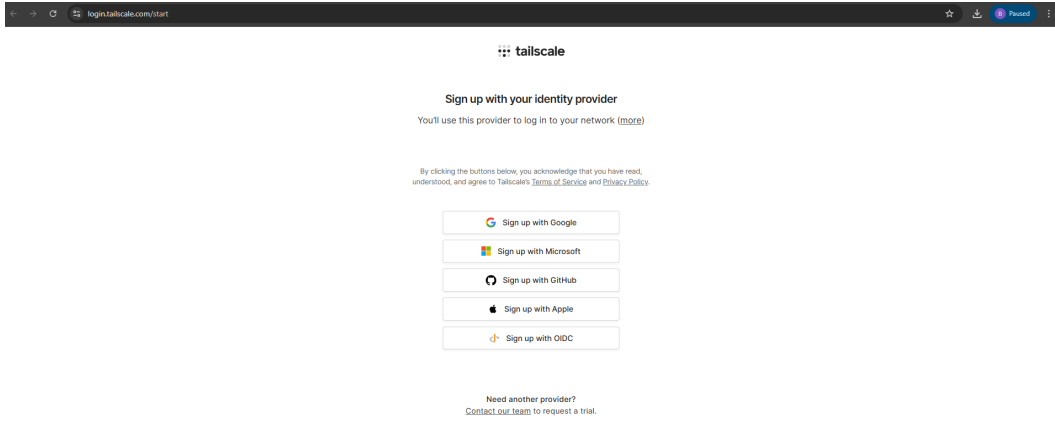 login.tailscale.com/start
B Paused
tailscale
Sign up with your identity provider
You'll use this provider to log in to your network (more)
By clicking the buttons below, you acknowledge that you have read,
understood, and agree to Tailscale's Terms of Service and Privacy Policy.
Sign up with Google
Sign up with Microsoft
Sign up with GitHub
Sign up with Apple
Sign up with OIDC
Need another provider?
Contact our team to request a trial.